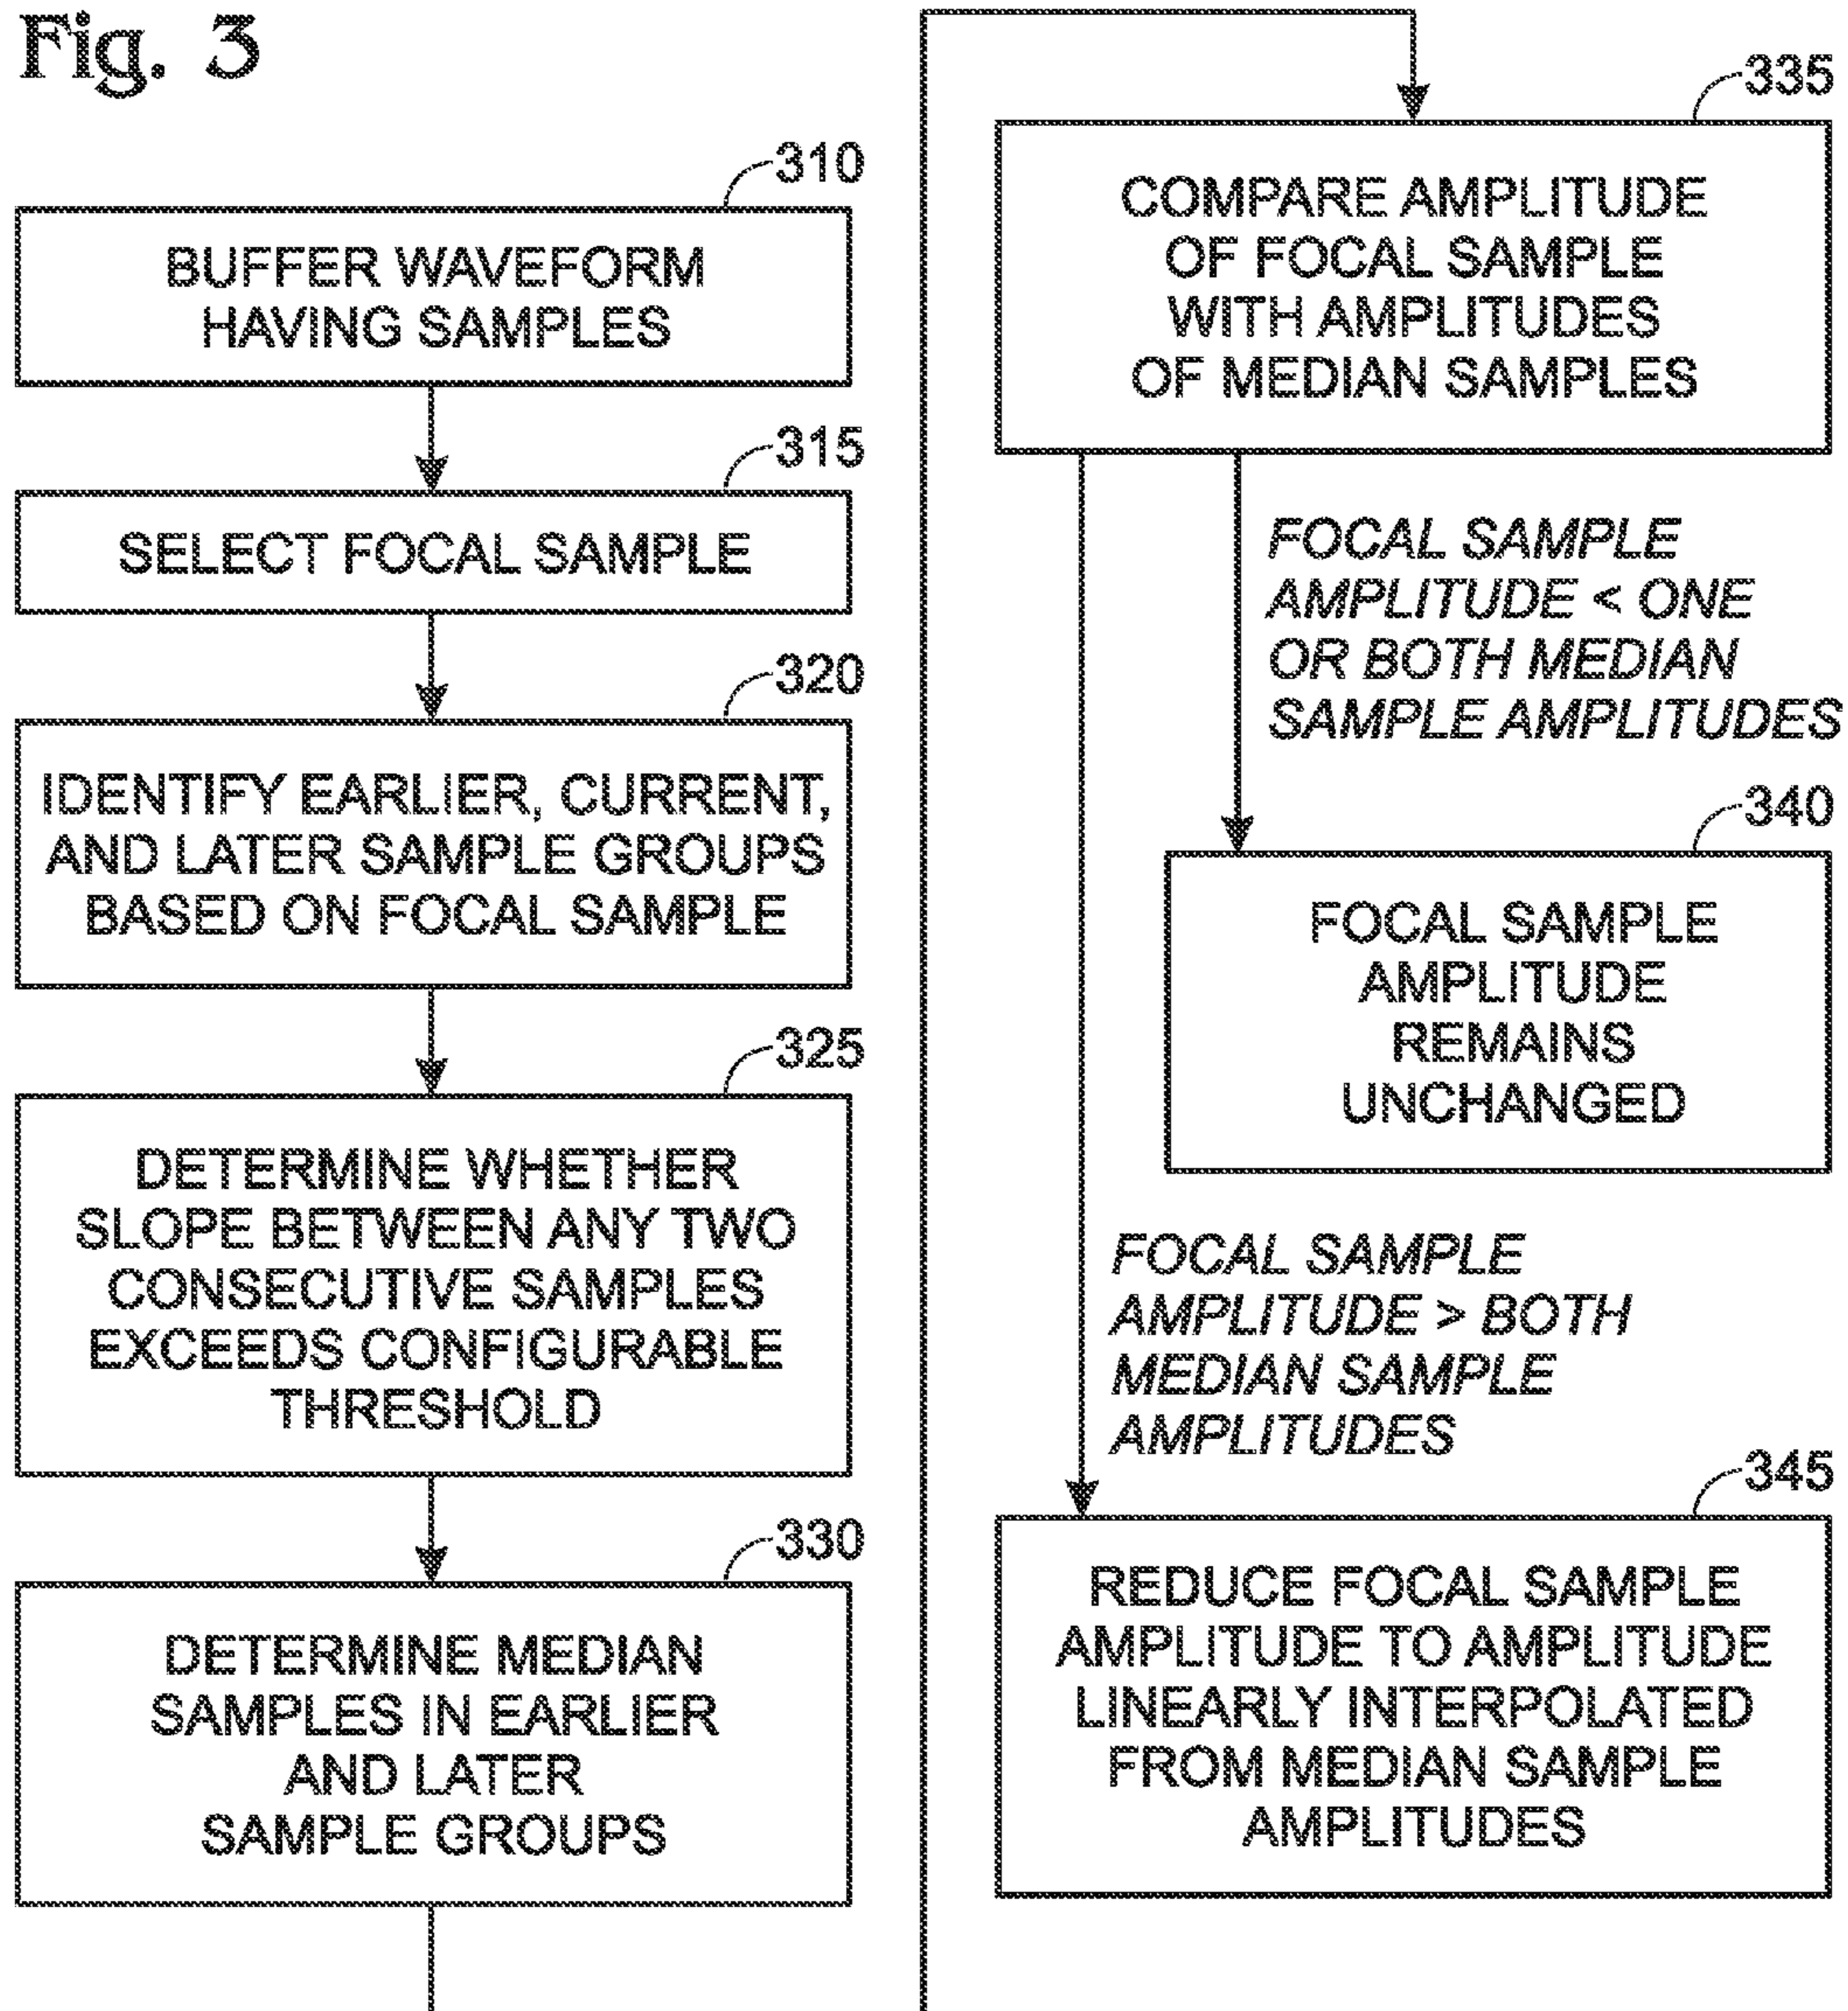 Fig. 3
310
BUFFER WAVEFORM
HAVING SAMPLES
315
SELECT FOCAL SAMPLE
320
IDENTIFY EARLIER, CURRENT,
AND LATER SAMPLE GROUPS
BASED ON FOCAL SAMPLE
325
DETERMINE WHETHER
SLOPE BETWEEN ANY TWO
CONSECUTIVE SAMPLES
EXCEEDS CONFIGURABLE
THRESHOLD
330
DETERMINE MEDIAN
SAMPLES IN EARLIER
AND LATER
SAMPLE GROUPS
335
COMPARE AMPLITUDE
OF FOCAL SAMPLE
WITH AMPLITUDES
OF MEDIAN SAMPLES
FOCAL SAMPLE
AMPLITUDE < ONE
OR BOTH MEDIAN
SAMPLE AMPLITUDES
340
FOCAL SAMPLE
AMPLITUDE
REMAINS
UNCHANGED
FOCAL SAMPLE
AMPLITUDE > BOTH
MEDIAN SAMPLE
AMPLITUDES
345
REDUCE FOCAL SAMPLE
AMPLITUDE TO AMPLITUDE
LINEARLY INTERPOLATED
FROM MEDIAN SAMPLE
AMPLITUDES